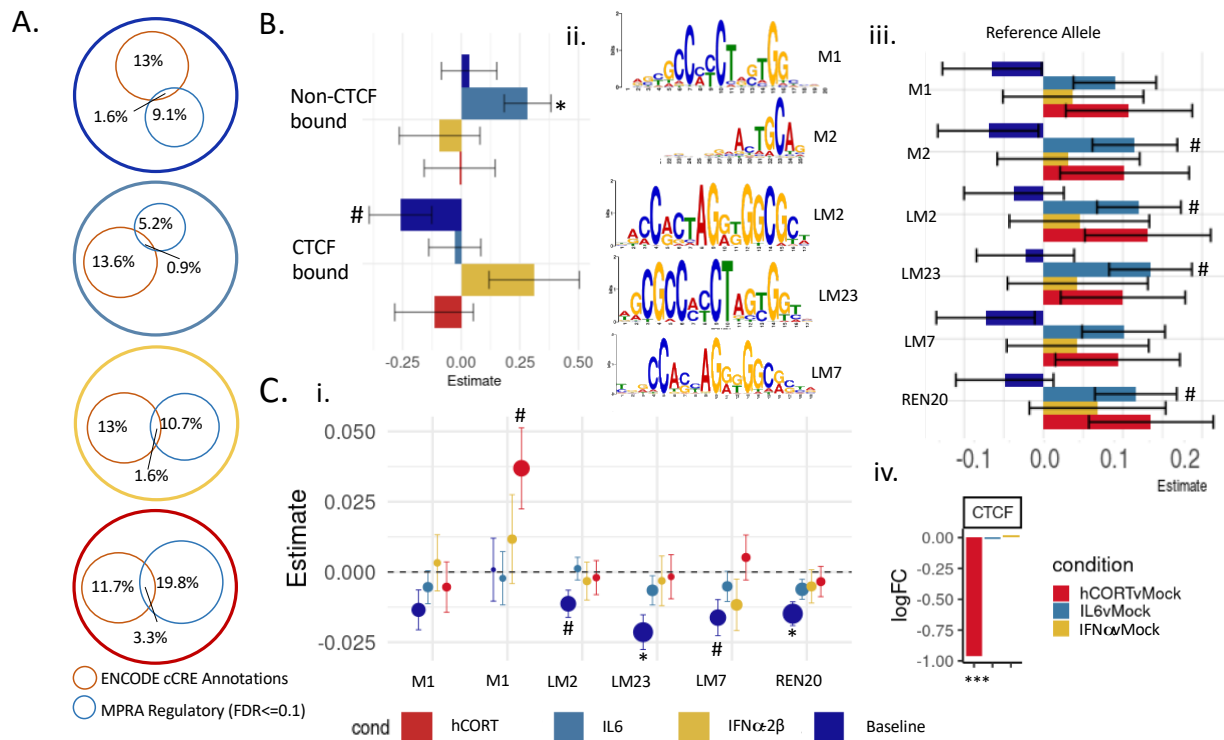 A.
13%
1.6%
9.1%
5.2%
13.6%
0.9%
13%
10.7%
1.6%
11.7%
19.8%
3.3%
ENCODE cCRE Annotations
MPRA Regulatory (FDR<=0.1)
B.
Non-CTCF
bound
*
#
CTCF
bound
-0.25 0.00 0.25 0.50
Estimate
ii.
M1
M2
LM2
LM23
LM7
iii.
Reference Allele
M1
M2
#
LM2
#
LM23
#
LM7
REN20
#
-0.1 0.0 0.1 0.2
Estimate
C.
i.
Estimate
0.050
0.025
0.000
-0.025
#
#
*
#
*
M1 M1 LM2 LM23 LM7 REN20
cond hCORT IL6 IFNα-2β Baseline
iv.
CTCF
logFC
0.00
-0.25
-0.50
-0.75
-1.00
***
condition
hCORTvMock
IL6vMock
IFNαvMock